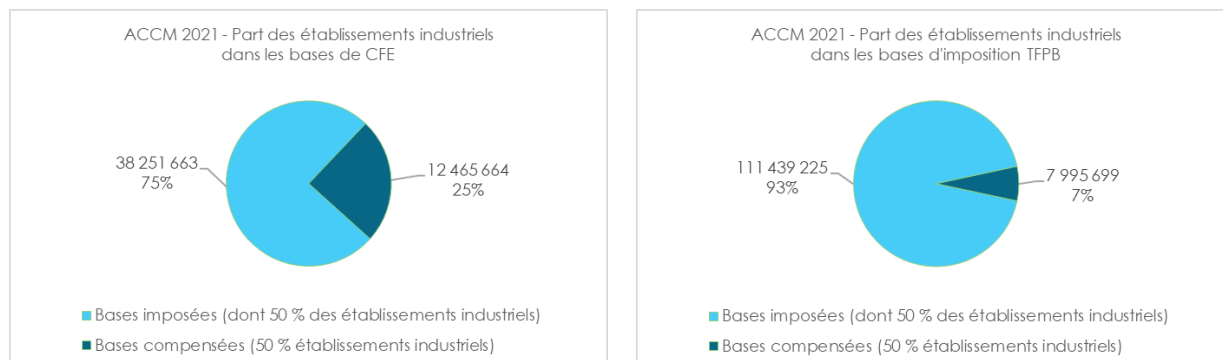 ACCM 2021 - Part des établissements industriels
dans les bases de CFE
38 251 663
75%
12 465 664
25%
Bases imposées (dont 50 % des établissements industriels)
Bases compensées (50 % établissements industriels)
ACCM 2021 - Part des établissements industriels
dans les bases d'imposition TFPB
111 439 225
93%
7 995 699
7%
Bases imposées (dont 50 % des établissements industriels)
Bases compensées (50 % établissements industriels)